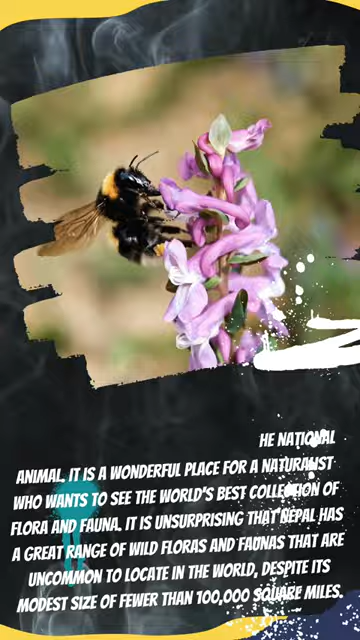 HE NATIONAL
ANIMAL. IT IS A WONDERFUL PLACE FOR A NATURALIST
WHO WANTS TO SEE THE WORLD'S BEST COLLECTION OF
FLORA AND FAUNA. IT IS UNSURPRISING THAT NEPAL HAS
A GREAT RANGE OF WILD FLORAS AND FAUNAS THAT ARE
UNCOMMON TO LOCATE IN THE WORLD, DESPITE ITS
MODEST SIZE OF FEWER THAN 100,000 SQUARE MILES.